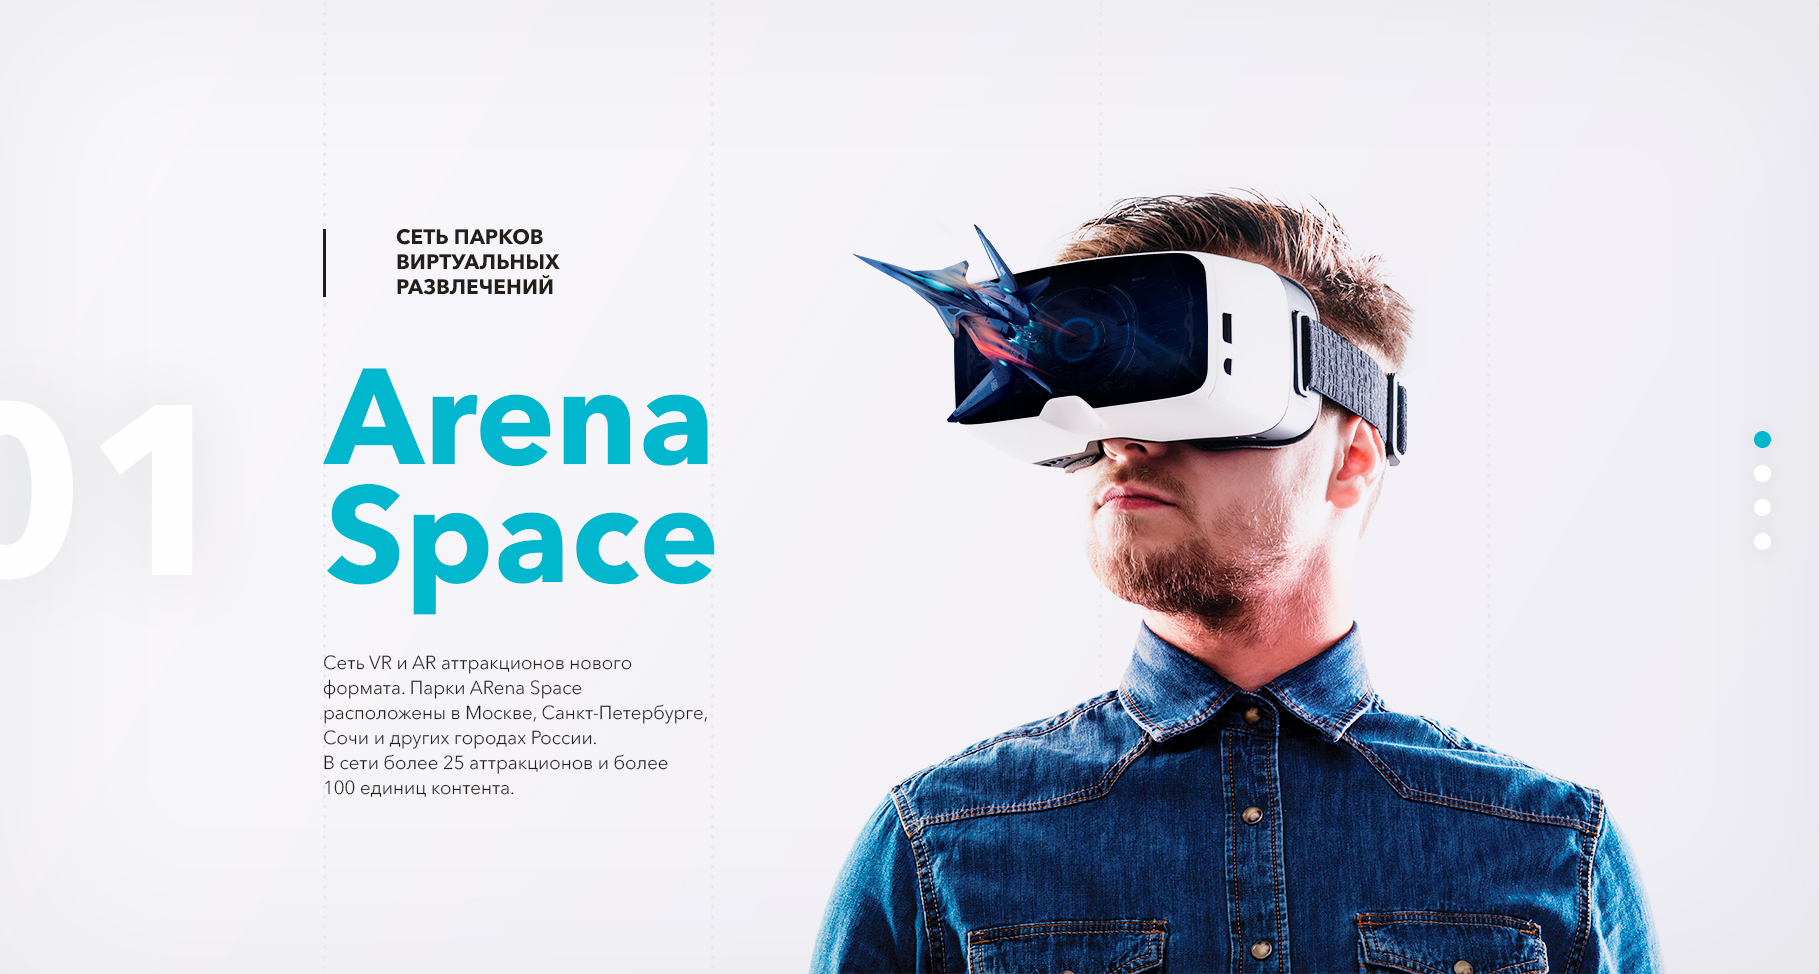 СЕТЬ ПАРКОВ
ВИРТУАЛЬНЫХ
РАЗВЛЕЧЕНИЙ
01
Arena
Space
Сеть VR и AR аттракционов нового
формата. Парки ARena Space
расположены в Москве, Санкт-Петербурге,
Сочи и других городах России.
В сети более 25 аттракционов и более
100 единиц контента.